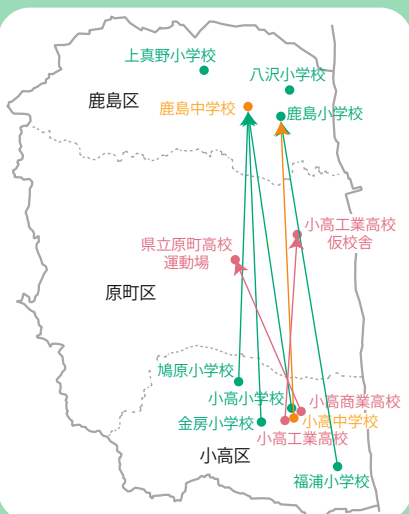 上真野小学校
八沢小学校
鹿島区
鹿島中学校
鹿島小学校
小高工業高校
仮校舎
県立原町高校
運動場
原町区
鳩原小学校
小高小学校
小高商業高校
金房小学校
小高中学校
小高工業高校
小高区
福浦小学校